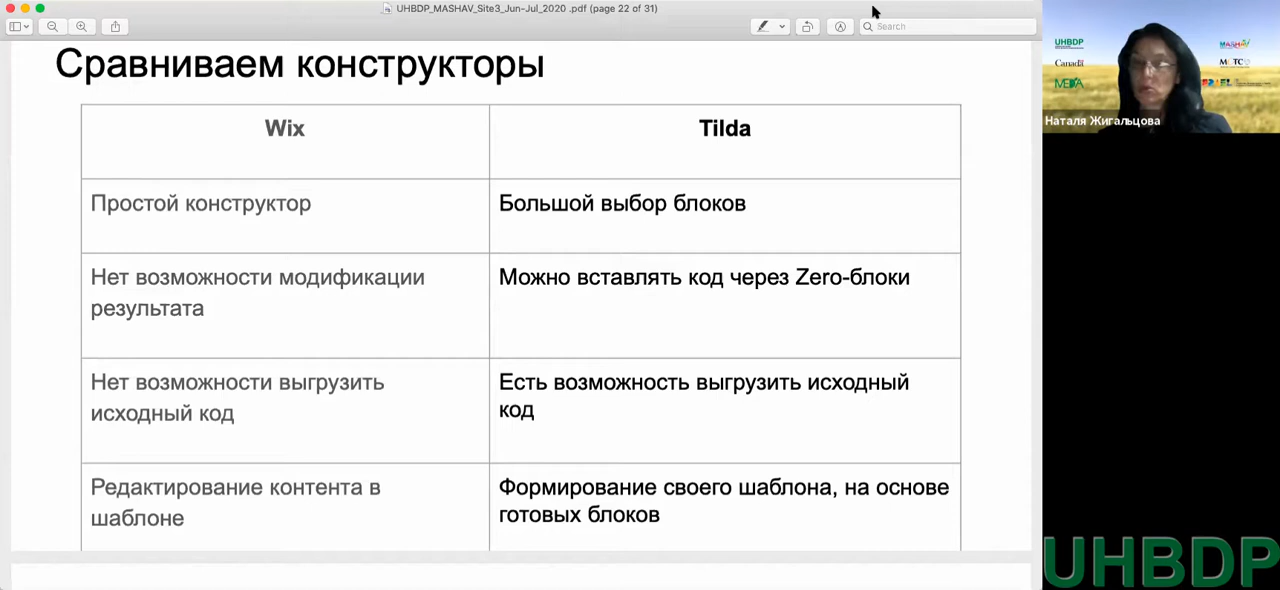 UHBDP_MASHAV_Site3_Jun-Jul_2020 .pdf (page 22 of 31)
Search
Сравниваем конструкторы
Wix
Tilda
Простой конструктор
Большой выбор блоков
Нет возможности модификации
результата
Можно вставлять код через Zero-блоки
Нет возможности выгрузить
исходный код
Есть возможность выгрузить исходный
код
Редактирование контента в
шаблоне
Формирование своего шаблона, на основе
готовых блоков
UHBDP
MASHAV
Canada
MEDA
Наталя Жигальцова
UHBDP